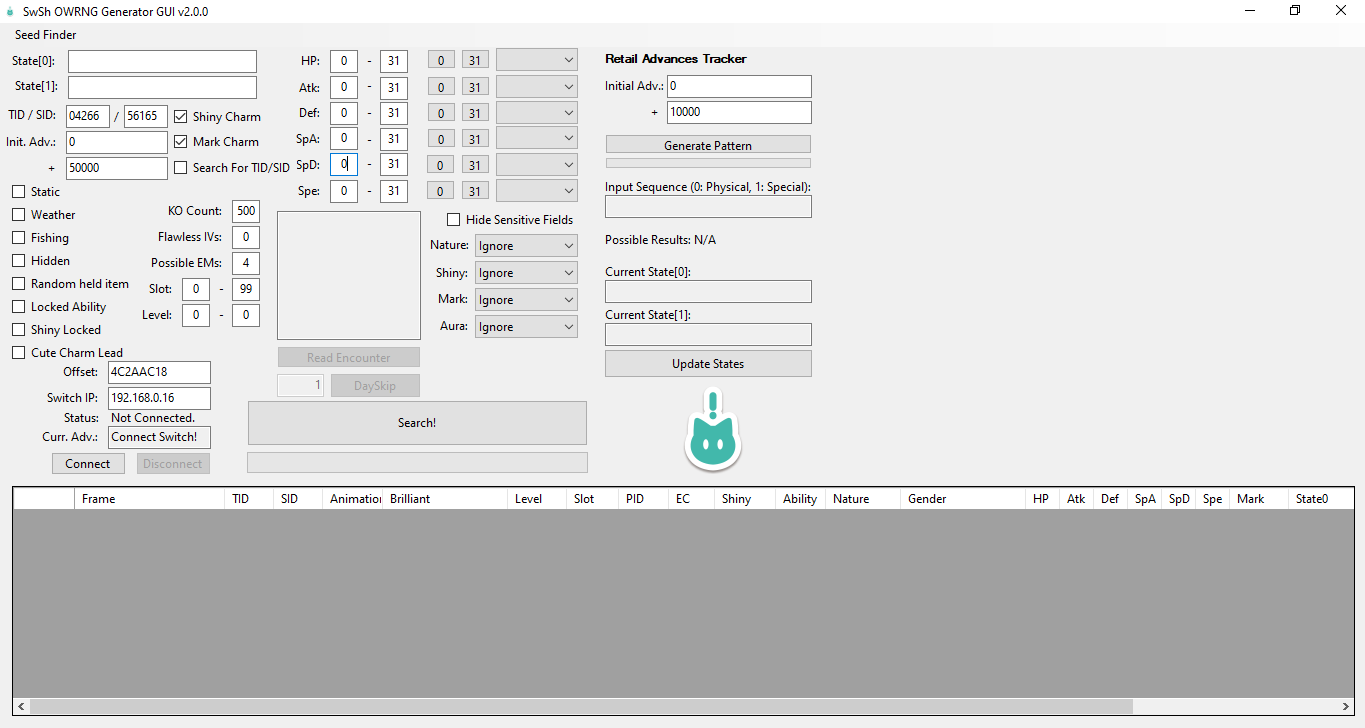 SwSh OWRNG Generator GUI v2.0.0
Seed Finder
State[0]:
State[1]:
TID / SID: 04266 / 56165 Shiny Charm
Init. Adv.: 0 Mark Charm
+ 50000 Search For TID/SID
Static
Weather
Fishing
Hidden
Random held item
Locked Ability
Shiny Locked
Cute Charm Lead
KO Count: 500
Flawless IVs: 0
Possible EMs: 4
Slot: 0 - 99
Level: 0 - 0
Offset: 4C2AAC18
Switch IP: 192.168.0.16
Status: Not Connected.
Curr. Adv.: Connect Switch!
Connect Disconnect
HP: 0 - 31 0 31
Atk: 0 - 31 0 31
Def: 0 - 31 0 31
SpA: 0 - 31 0 31
SpD: 0 - 31 0 31
Spe: 0 - 31 0 31
Hide Sensitive Fields
Nature: Ignore
Shiny: Ignore
Mark: Ignore
Aura: Ignore
Read Encounter
1 DaySkip
Search!
Retail Advances Tracker
Initial Adv.: 0
+ 10000
Generate Pattern
Input Sequence (0: Physical, 1: Special):
Possible Results: N/A
Current State[0]:
Current State[1]:
Update States
Frame TID SID Animation Brilliant Level Slot PID EC Shiny Ability Nature Gender HP Atk Def SpA SpD Spe Mark State0